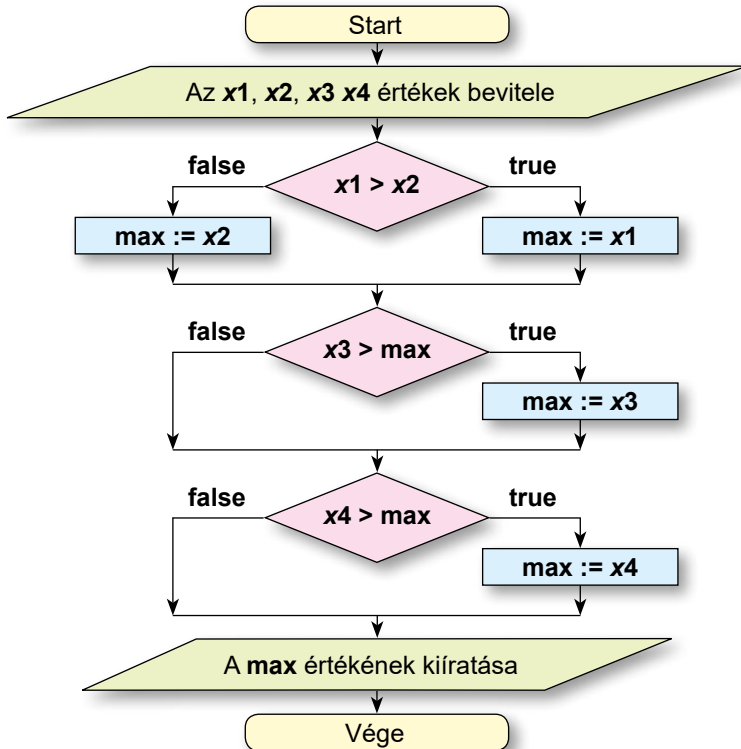 Start
Az x1, x2, x3 x4 értékek bevitele
false
true
x1 > x2
max := x2
max := x1
false
true
x3 > max
max := x3
false
true
x4 > max
max := x4
A max értékének kiíratása
Vége